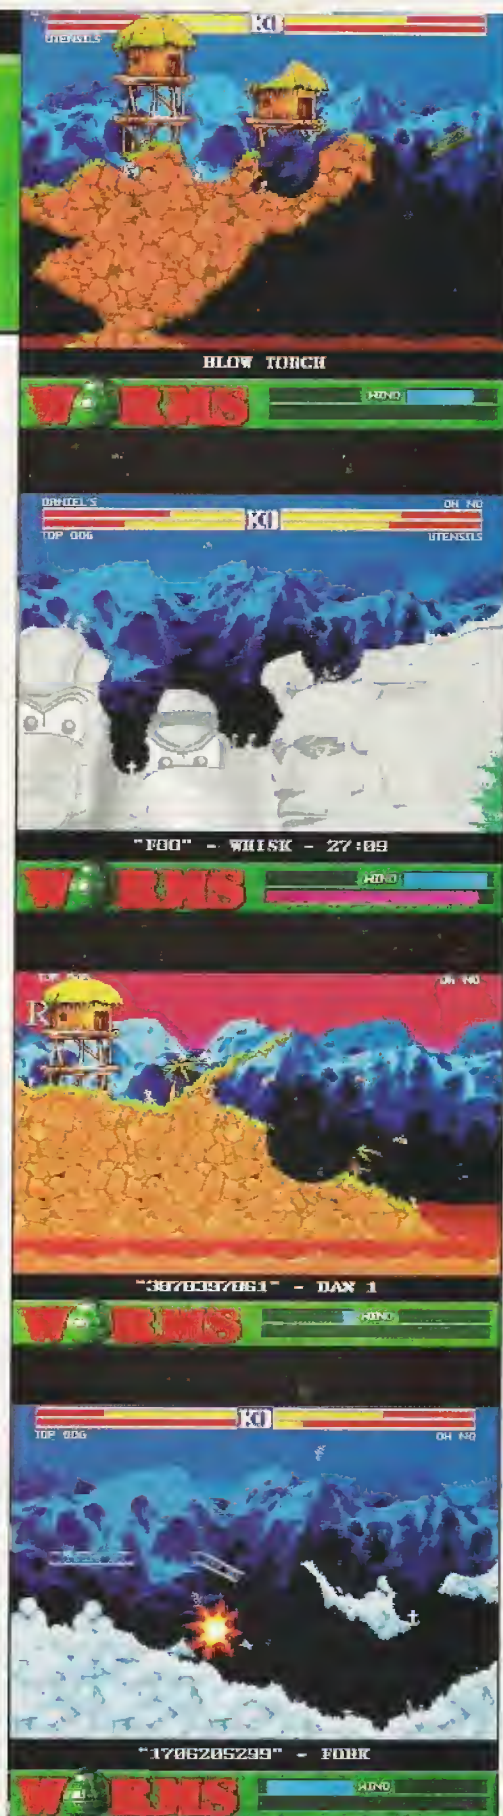 KO
UTENSILS
BLOW TORCH
WORMS
WIND
DANIEL'S
OH NO
KO
TOP DOG
UTENSILS
"FOO" - WHISK - 27:09
WORMS
WIND
OH NO
R
WORMS
WIND
KO
TOP DOG
OH NO
"1706205299" - FORK
WORMS
WIND